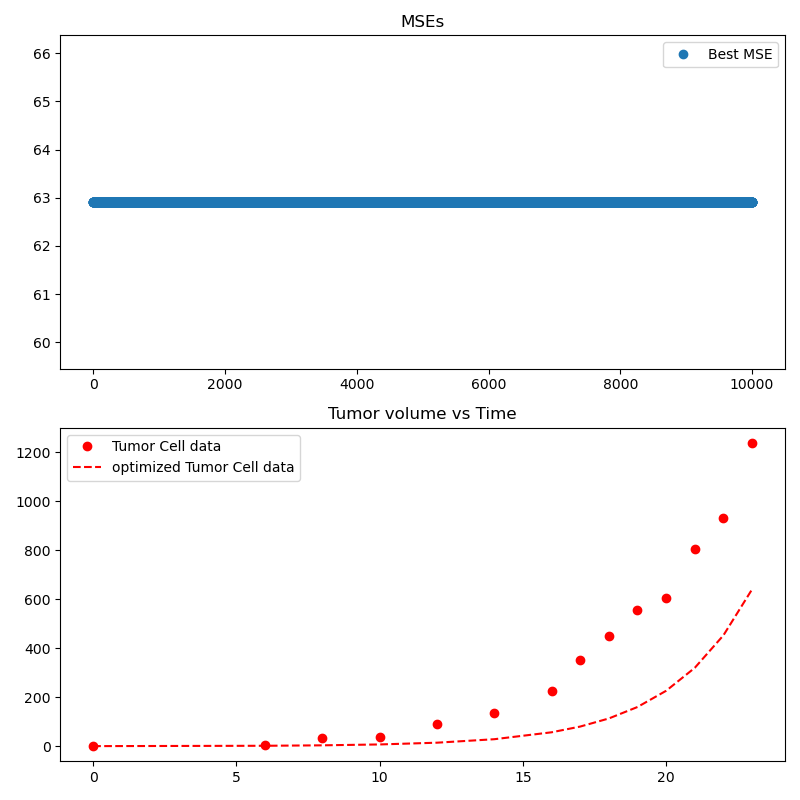 MSEs
Best MSE
66
65
64
63
62
61
60
0 2000 4000 6000 8000 10000
Tumor volume vs Time
Tumor Cell data
optimized Tumor Cell data
1200
1000
800
600
400
200
0
0 5 10 15 20